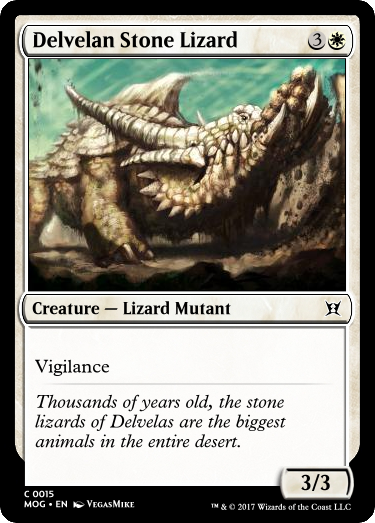 Delvelan Stone Lizard 3
Creature — Lizard Mutant
Vigilance
Thousands of years old, the stone
lizards of Delvelas are the biggest
animals in the entire desert.
3/3
C 0015
MOG • EN VEGASMIKE
™ & © 2017 Wizards of the Coast LLC